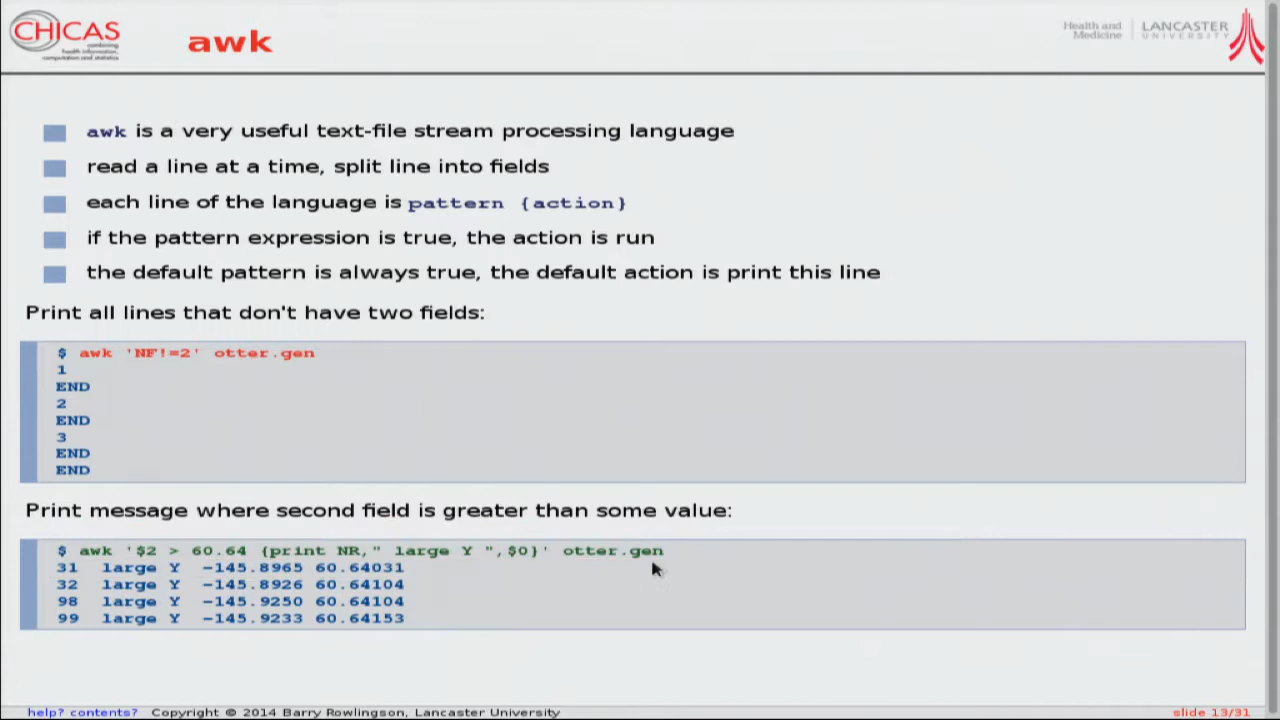 CHICAS
combining
health information,
computation and statistics
awk
Health and
Medicine
LANCASTER
UNIVERSITY
awk is a very useful text-file stream processing language
read a line at a time, split line into fields
each line of the language is pattern {action}
if the pattern expression is true, the action is run
the default pattern is always true, the default action is print this line
Print all lines that don't have two fields:
$ awk 'NF!=2' otter.gen
1
END
2
END
3
END
END
Print message where second field is greater than some value:
$ awk '$2 > 60.64 {print NR," large Y ",$0}' otter.gen
31 large Y -145.8965 60.64031
32 large Y -145.8926 60.64104
98 large Y -145.9250 60.64104
99 large Y -145.9233 60.64153
help? contents? Copyright © 2014 Barry Rowlingson, Lancaster University
slide 13/31